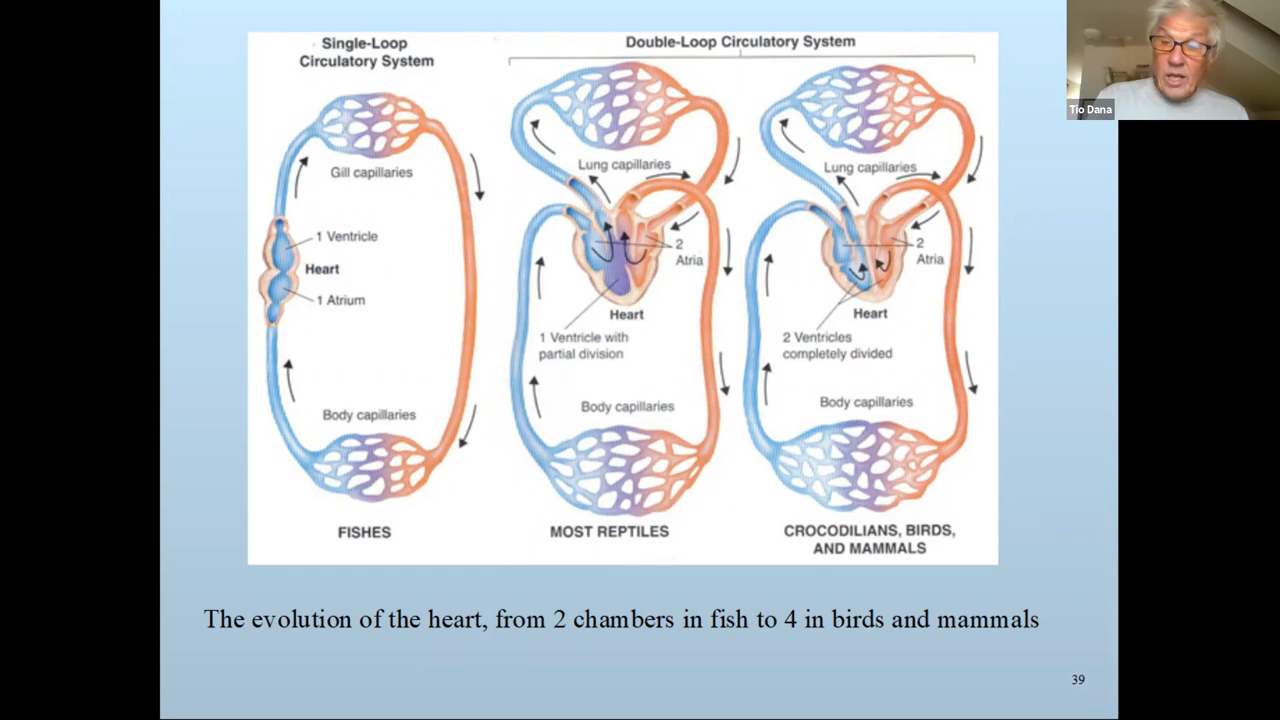 Single-Loop
Circulatory System
Gill capillaries
1 Ventricle
Heart
1 Atrium
Body capillaries
FISHES
Double-Loop Circulatory System
Lung capillaries
2
Atria
Heart
1 Ventricle with
partial division
Body capillaries
MOST REPTILES
Lung capillaries
2
Atria
Heart
2 Ventricles
completely divided
Body capillaries
CROCODILIANS, BIRDS,
AND MAMMALS
The evolution of the heart, from 2 chambers in fish to 4 in birds and mammals
39
Tio Dana